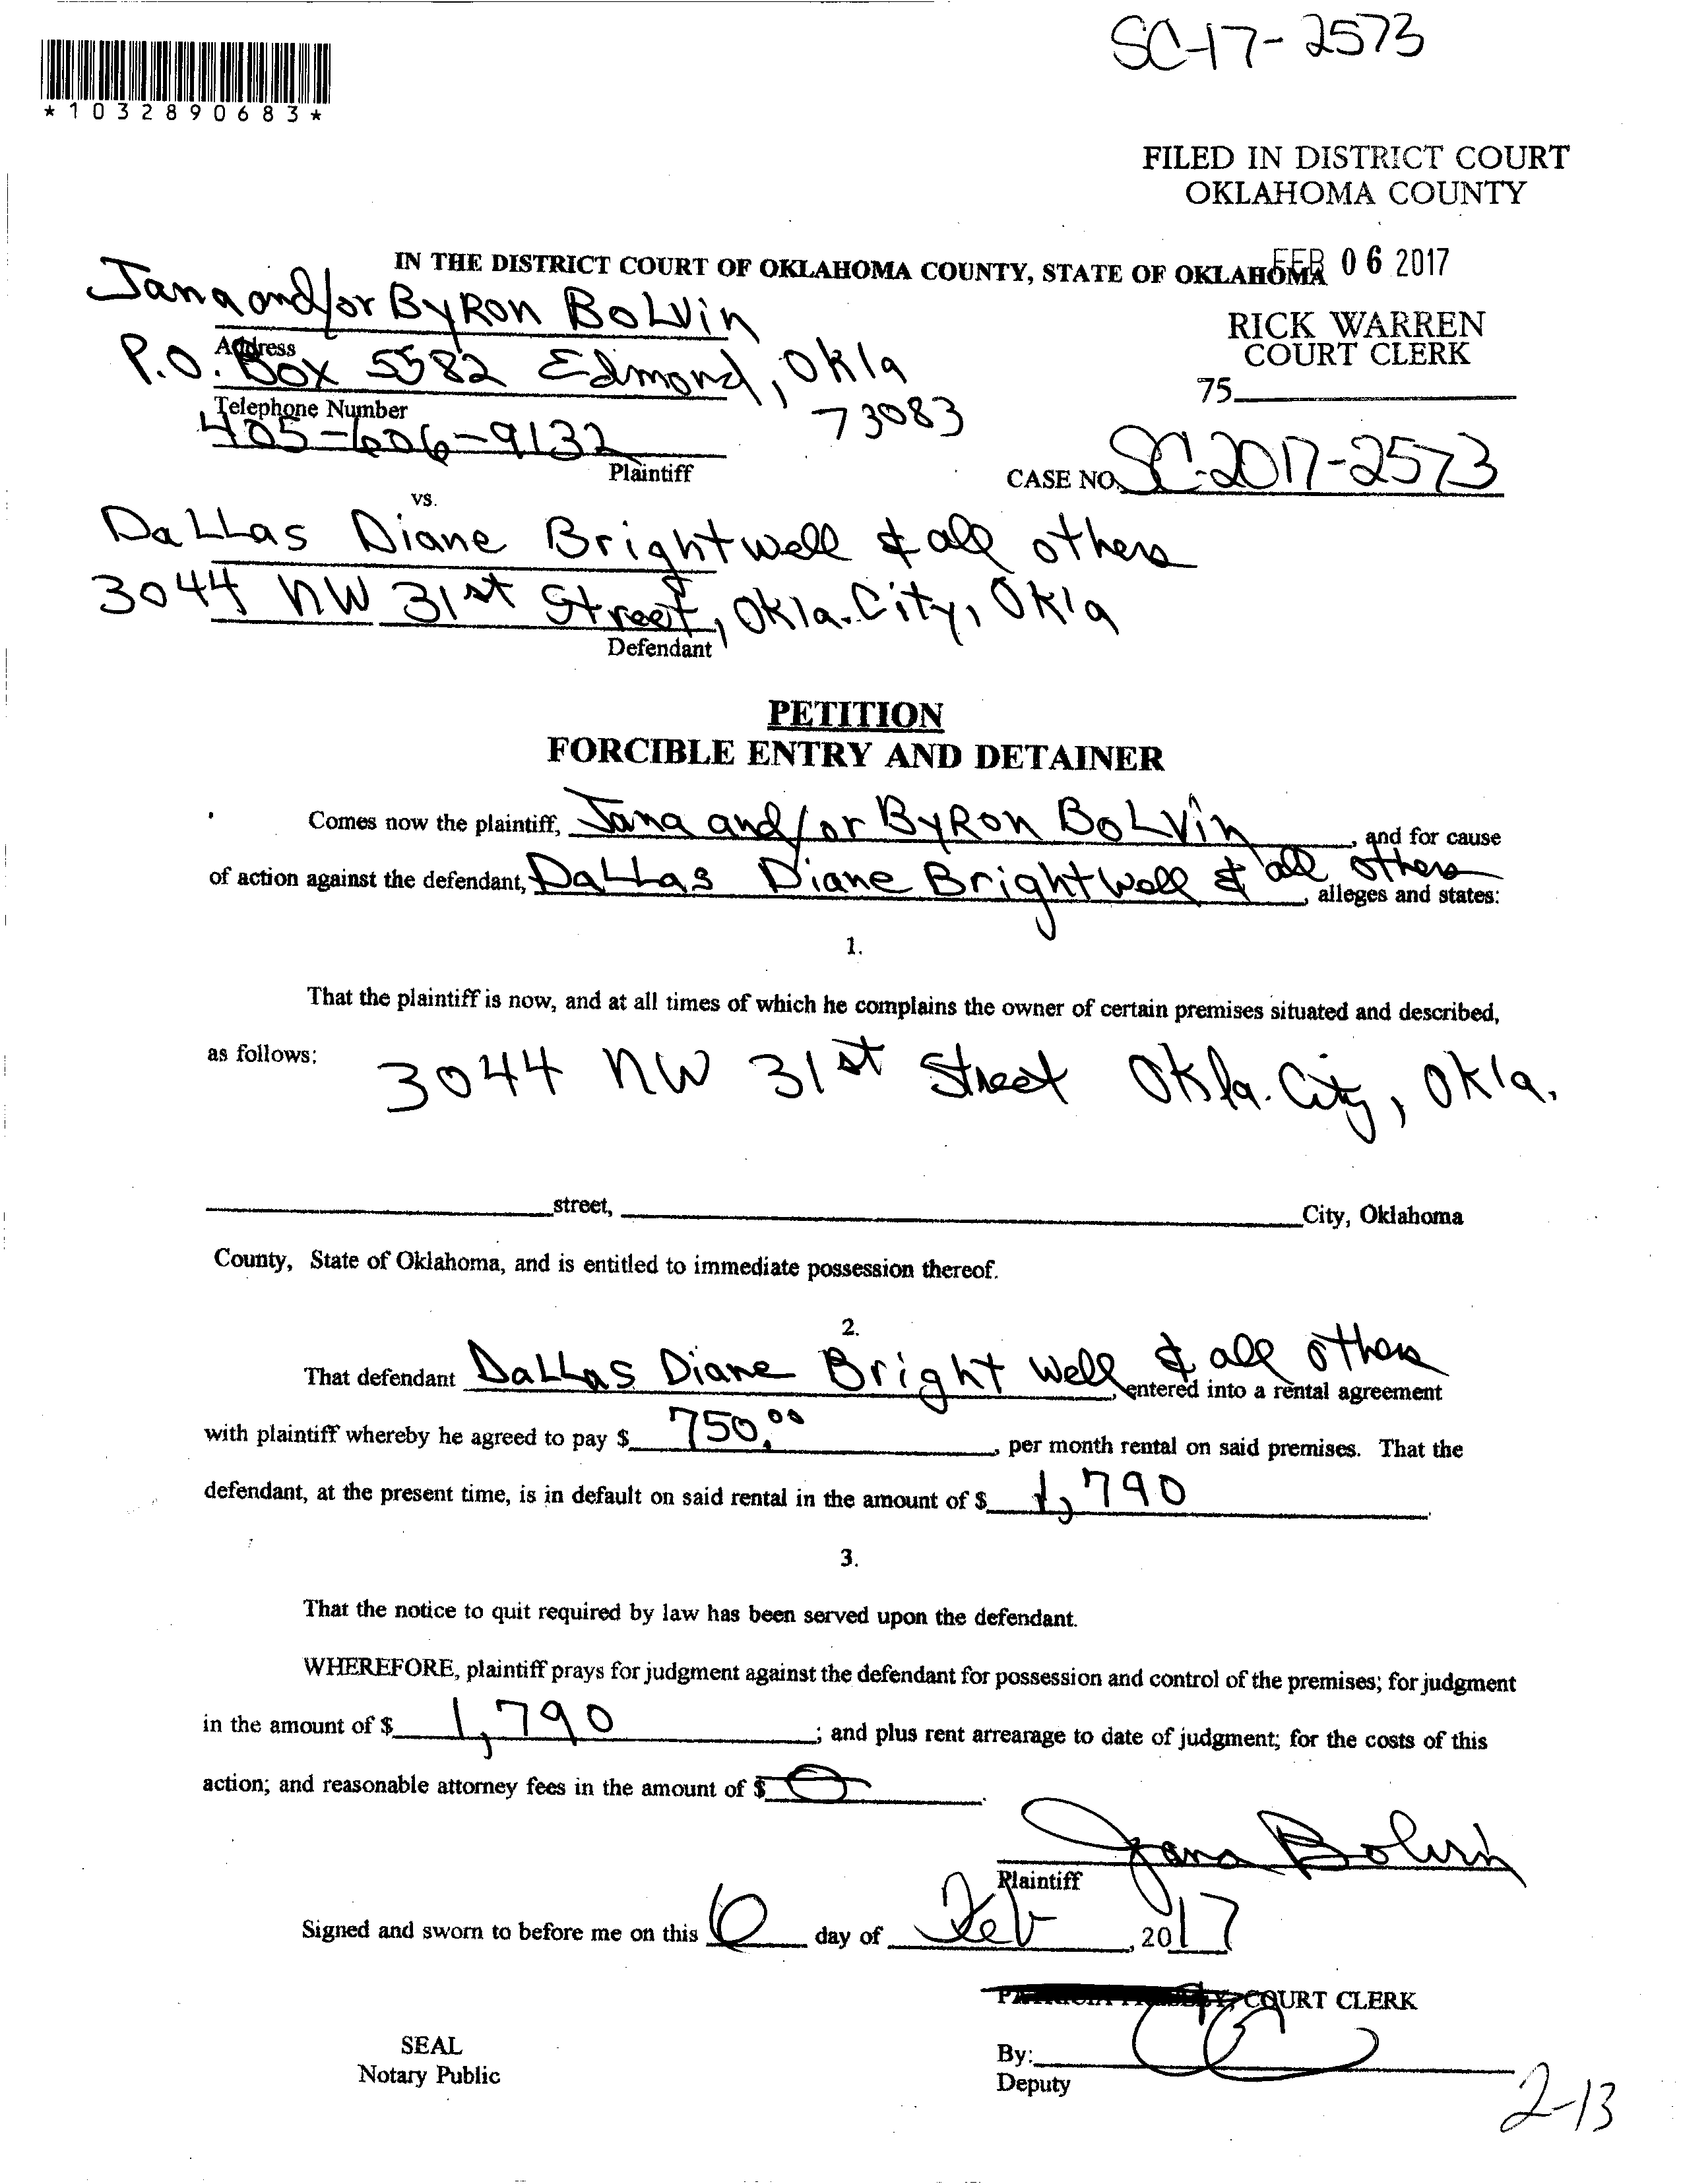 SC-17-2573
*1032890683*
FILED IN DISTRICT COURT
OKLAHOMA COUNTY
IN THE DISTRICT COURT OF OKLAHOMA COUNTY, STATE OF OKLAHOMA
FEB 06 2017
Jana and/or Byron Bolvin
RICK WARREN
COURT CLERK
Address
P.O. Box 5582 Edmond, Okla
73083
75
Telephone Number
405-606-9132
Plaintiff
CASE NO. SC-2017-2573
vs.
Dallas Diane Brightwell & all others
3044 NW 31st Street, Okla. City, Okla
Defendant
PETITION
FORCIBLE ENTRY AND DETAINER
Comes now the plaintiff, Jana and/or Byron Bolvin, and for cause
of action against the defendant, Dallas Diane Brightwell & all others, alleges and states:
1.
That the plaintiff is now, and at all times of which he complains the owner of certain premises situated and described,
as follows: 3044 NW 31st Street Okla. City, Okla.
street, City, Oklahoma
County, State of Oklahoma, and is entitled to immediate possession thereof.
2.
That defendant Dallas Diane Bright well & all others, entered into a rental agreement
with plaintiff whereby he agreed to pay $ 750.00, per month rental on said premises. That the
defendant, at the present time, is in default on said rental in the amount of $ 1,790.
3.
That the notice to quit required by law has been served upon the defendant.
WHEREFORE, plaintiff prays for judgment against the defendant for possession and control of the premises; for judgment
in the amount of $ 1,790; and plus rent arrearage to date of judgment; for the costs of this
action; and reasonable attorney fees in the amount of $ 0.
Jana Bolvin
Plaintiff
Signed and sworn to before me on this 6 day of Feb, 2017
COURT CLERK
SEAL
Notary Public
By:
Deputy
2-13